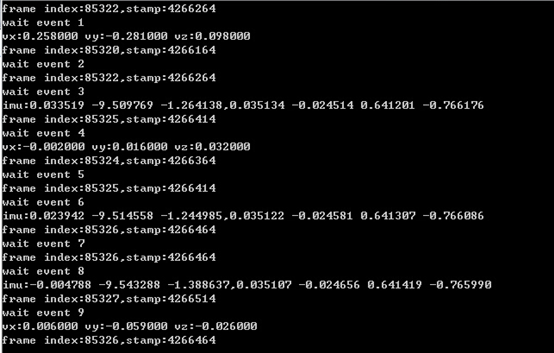 frame index:85322,stamp:4266264
wait event 1
vx:0.258000 vy:-0.281000 vz:0.098000
frame index:85320,stamp:4266164
wait event 2
frame index:85322,stamp:4266264
wait event 3
imu:0.033519 -9.509769 -1.264138,0.035134 -0.024514 0.641201 -0.766176
frame index:85325,stamp:4266414
wait event 4
vx:-0.002000 vy:0.016000 vz:0.032000
frame index:85324,stamp:4266364
wait event 5
frame index:85325,stamp:4266414
wait event 6
imu:0.023942 -9.514558 -1.244985,0.035122 -0.024581 0.641307 -0.766086
frame index:85326,stamp:4266464
wait event 7
frame index:85326,stamp:4266464
wait event 8
imu:-0.004788 -9.543288 -1.388637,0.035107 -0.024656 0.641419 -0.765990
frame index:85327,stamp:4266514
wait event 9
vx:0.006000 vy:-0.059000 vz:-0.026000
frame index:85326,stamp:4266464